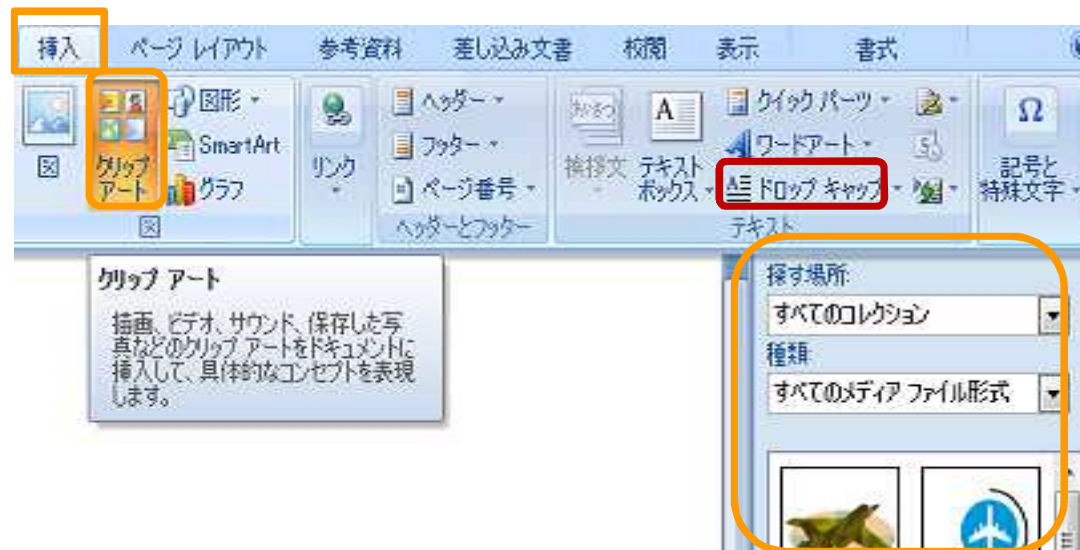 挿入 ページ レイアウト 参考資料 差し込み文書 校閲 表示 書式
図
クリップ
アート
図形
SmartArt
グラフ
図
リンク
ヘッダー
フッター
ページ番号
ヘッダーとフッター
あいさつ
挨拶文
A
テキスト
ボックス
クイック パーツ
ワードアート
ドロップ キャップ
テキスト
Ω
記号と
特殊文字
クリップ アート
描画、ビデオ、サウンド、保存した写
真などのクリップ アートをドキュメントに
挿入して、具体的なコンセプトを表現
します。
探す場所:
すべてのコレクション
種類:
すべてのメディア ファイル形式